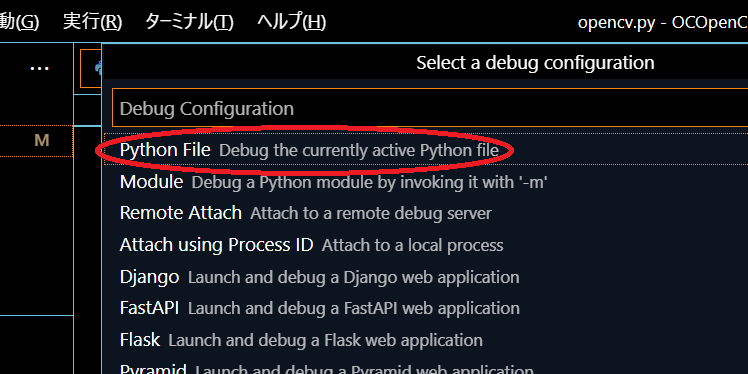 動(G) 実行(R) ターミナル(T) ヘルプ(H) opencv.py - OCOpenC
... Select a debug configuration
Debug Configuration
M
Python File Debug the currently active Python file
Module Debug a Python module by invoking it with '-m'
Remote Attach Attach to a remote debug server
Attach using Process ID Attach to a local process
Django Launch and debug a Django web application
FastAPI Launch and debug a FastAPI web application
Flask Launch and debug a Flask web application
Pyramid Launch and debug a Pyramid web application